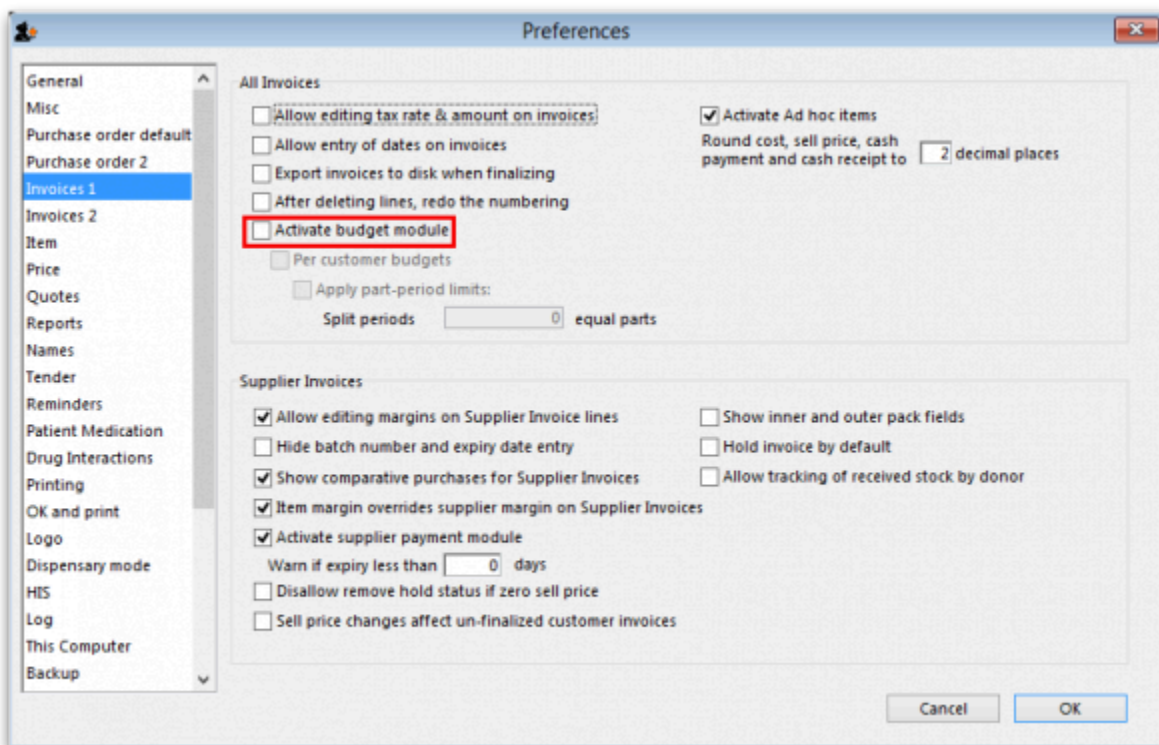 Preferences
General
Misc
Purchase order default
Purchase order 2
Invoices 1
Invoices 2
Item
Price
Quotes
Reports
Names
Tender
Reminders
Patient Medication
Drug Interactions
Printing
OK and print
Logo
Dispensary mode
HIS
Log
This Computer
Backup
All Invoices
Allow editing tax rate & amount on invoices
Allow entry of dates on invoices
Export invoices to disk when finalizing
After deleting lines, redo the numbering
Activate budget module
Per customer budgets
Apply part-period limits:
Split periods 0 equal parts
Activate Ad hoc items
Round cost, sell price, cash
payment and cash receipt to 2 decimal places
Supplier Invoices
Allow editing margins on Supplier Invoice lines
Hide batch number and expiry date entry
Show comparative purchases for Supplier Invoices
Item margin overrides supplier margin on Supplier Invoices
Activate supplier payment module
Warn if expiry less than 0 days
Disallow remove hold status if zero sell price
Sell price changes affect un-finalized customer invoices
Show inner and outer pack fields
Hold invoice by default
Allow tracking of received stock by donor
Cancel
OK